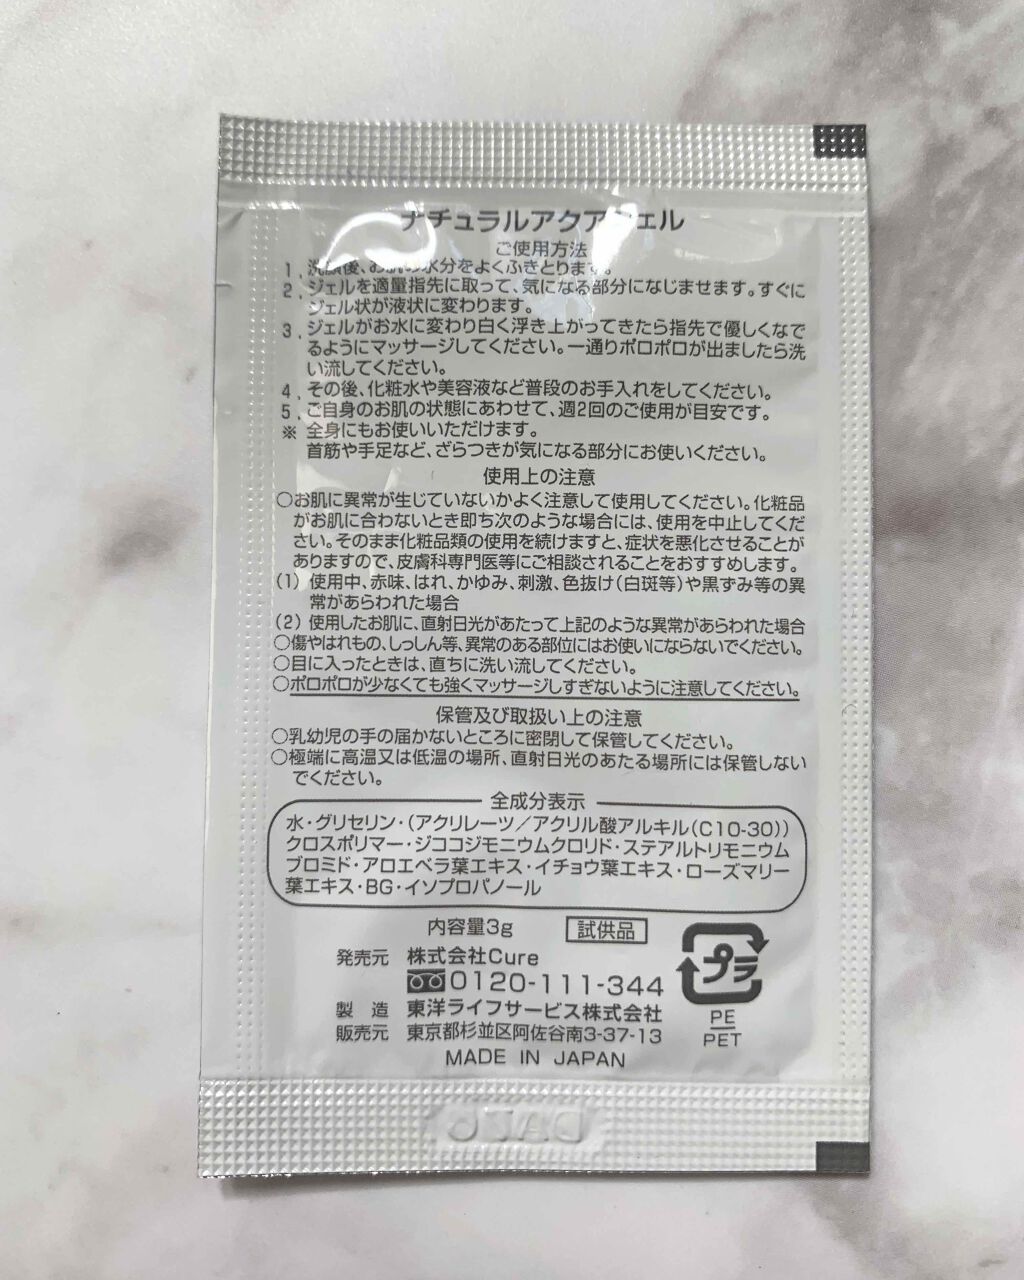 ナチュラルアクアジェル
ご使用方法
1. 洗顔後、お肌の水分をよくふきとります。
2. ジェルを適量指先に取って、気になる部分になじませます。すぐに
ジェル状が液状に変わります。
3. ジェルがお水に変わり白く浮き上がってきたら指先で優しくなで
るようにマッサージしてください。一通りポロポロが出ましたら洗
い流してください。
4. その後、化粧水や美容液など普段のお手入れをしてください。
5. ご自身のお肌の状態にあわせて、週2回のご使用が目安です。
※ 全身にもお使いいただけます。
首筋や手足など、ざらつきが気になる部分にお使いください。
使用上の注意
○お肌に異常が生じていないかよく注意して使用してください。化粧品
がお肌に合わないとき即ち次のような場合には、使用を中止してくだ
さい。そのまま化粧品類の使用を続けますと、症状を悪化させることが
ありますので、皮膚科専門医等にご相談されることをおすすめします。
(1) 使用中、赤味、はれ、かゆみ、刺激、色抜け(白斑等)や黒ずみ等の異
常があらわれた場合
(2) 使用したお肌に、直射日光があたって上記のような異常があらわれた場合
○傷やはれもの、しっしん等、異常のある部位にはお使いにならないでください。
○目に入ったときは、直ちに洗い流してください。
○ポロポロが少なくても強くマッサージしすぎないように注意してください。
保管及び取扱い上の注意
○乳幼児の手の届かないところに密閉して保管してください。
○極端に高温又は低温の場所、直射日光のあたる場所には保管しない
でください。
全成分表示
水・グリセリン・(アクリレーツ/アクリル酸アルキル(C10-30))
クロスポリマー・ジココジモニウムクロリド・ステアルトリモニウム
ブロミド・アロエベラ葉エキス・イチョウ葉エキス・ローズマリー
葉エキス・BG・イソプロパノール
内容量3g 試供品
発売元 株式会社Cure
0120-111-344
製造 東洋ライフサービス株式会社
販売元 東京都杉並区阿佐谷南3-37-13
MADE IN JAPAN
プラ
PE
PET